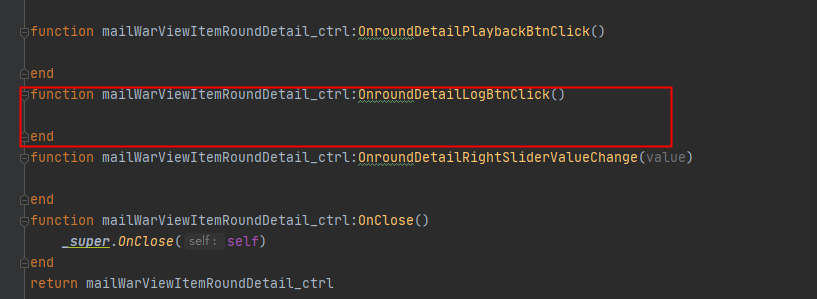 function mailWarViewItemRoundDetail_ctrl:OnroundDetailPlaybackBtnClick()
end
function mailWarViewItemRoundDetail_ctrl:OnroundDetailLogBtnClick()
end
function mailWarViewItemRoundDetail_ctrl:OnroundDetailRightSliderValueChange(value)
end
function mailWarViewItemRoundDetail_ctrl:OnClose()
_super.OnClose( self: self)
end
return mailWarViewItemRoundDetail_ctrl